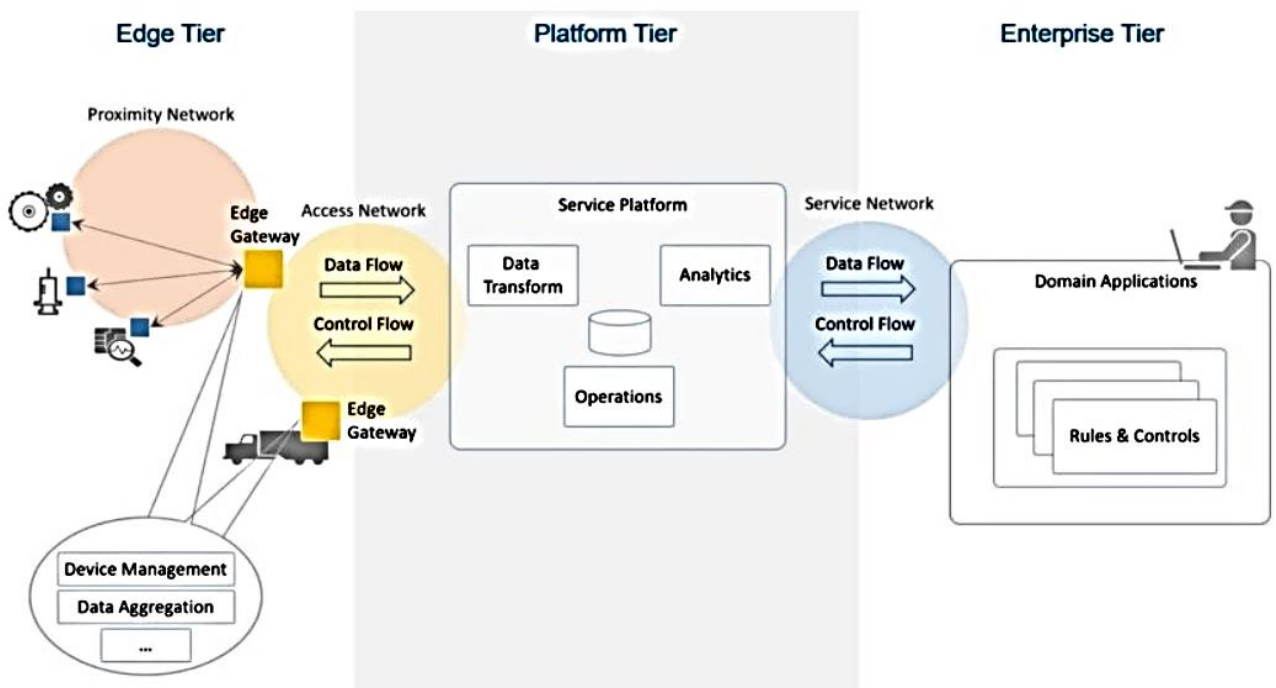 Edge Tier
Platform Tier
Enterprise Tier
Proximity Network
Edge
Gateway
Access Network
Data Flow
Control Flow
Edge
Gateway
Device Management
Data Aggregation
...
Service Platform
Data
Transform
Analytics
Operations
Service Network
Data Flow
Control Flow
Domain Applications
Rules & Controls